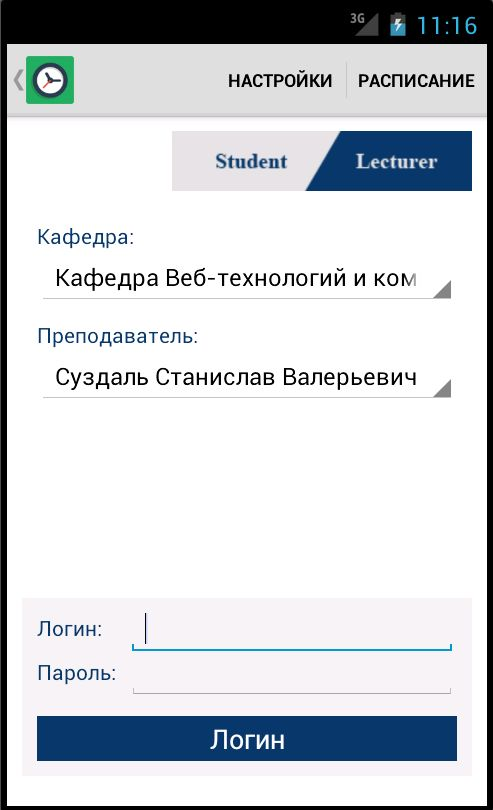 3G 11:16
НАСТРОЙКИ РАСПИСАНИЕ
Student Lecturer
Кафедра:
Кафедра Веб-технологий и ком
Преподаватель:
Суздаль Станислав Валерьевич
Логин:
Пароль:
Логин